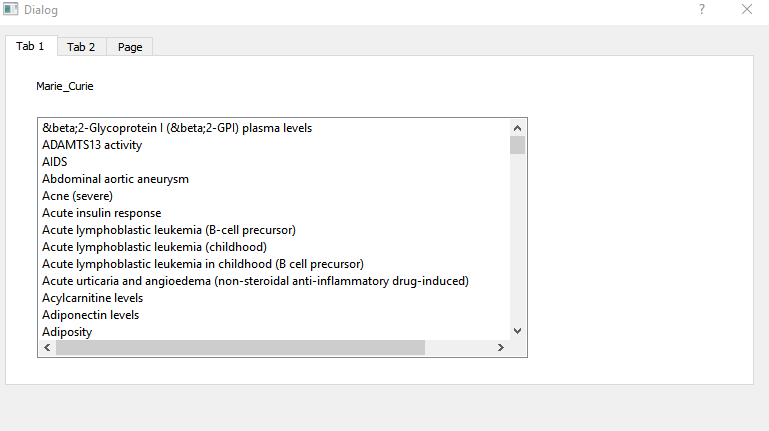 Dialog
?
Tab 1 Tab 2 Page
Marie_Curie
&beta;2-Glycoprotein I (&beta;2-GPI) plasma levels
ADAMTS13 activity
AIDS
Abdominal aortic aneurysm
Acne (severe)
Acute insulin response
Acute lymphoblastic leukemia (B-cell precursor)
Acute lymphoblastic leukemia (childhood)
Acute lymphoblastic leukemia in childhood (B cell precursor)
Acute urticaria and angioedema (non-steroidal anti-inflammatory drug-induced)
Acylcarnitine levels
Adiponectin levels
Adiposity